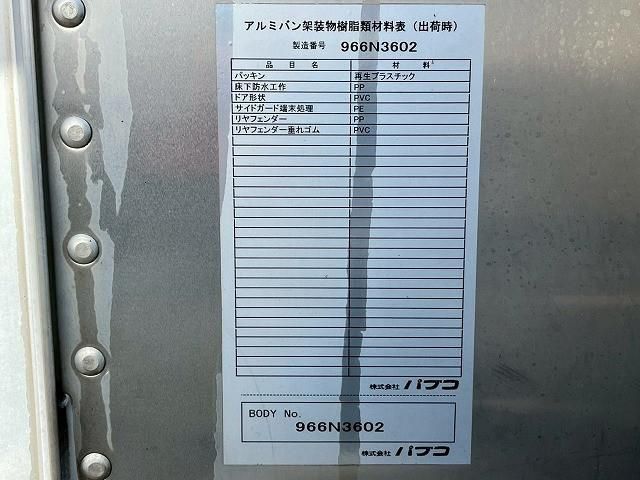 アルミバン架装物樹脂類材料表(出荷時)
製造番号 966N3602
品目名 材料
パッキン 再生プラスチック
床下防水工作 PP
ドア形状 PVC
サイドガード端末処理 PE
リヤフェンダー PP
リヤフェンダー垂れゴム PVC
株式会社 パブコ
BODY No.
966N3602
株式会社 パブコ